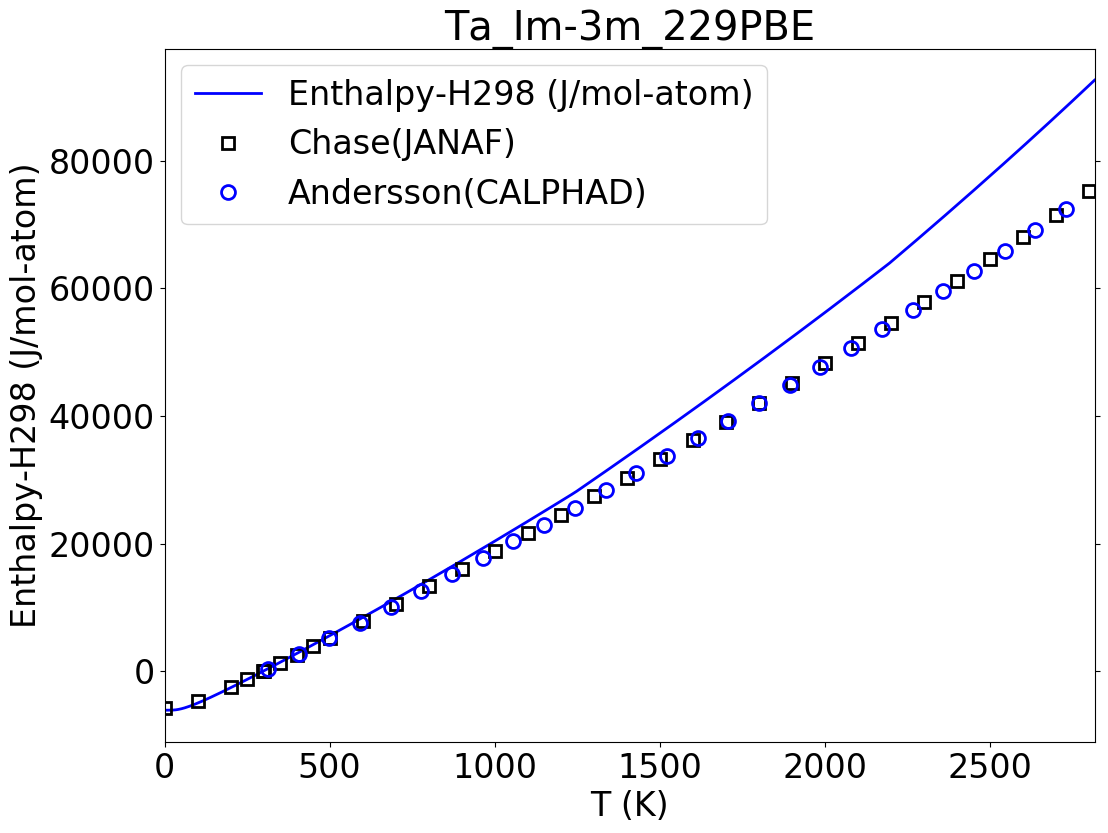 Ta_Im-3m_229PBE
Enthalpy-H298 (J/mol-atom)
Chase(JANAF)
Andersson(CALPHAD)
Enthalpy-H298 (J/mol-atom)
80000
60000
40000
20000
0
0 500 1000 1500 2000 2500
T (K)